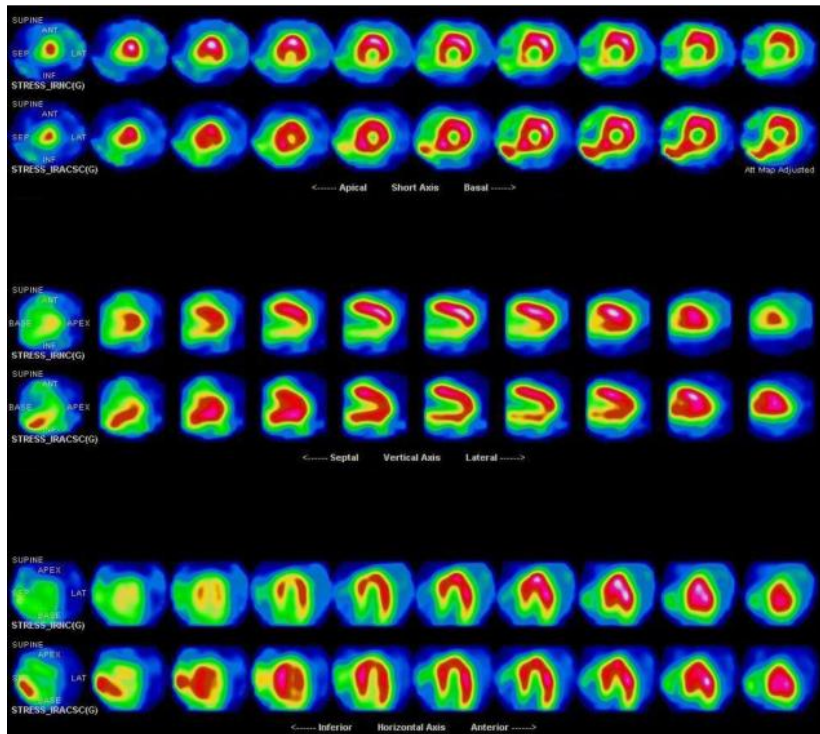 SUPINE
ANT
SEP LAT
INF
STRESS_IRNC(G)
SUPINE
ANT
SEP LAT
INF
STRESS_IRACSC(G)
Att Map Adjusted
<------ Apical Short Axis Basal ------>
SUPINE
ANT
BASE APEX
INF
STRESS_IRNC(G)
SUPINE
ANT
BASE APEX
STRESS_IRACSC(G)
<------ Septal Vertical Axis Lateral ------>
SUPINE
APEX
LAT
BASE
STRESS_IRNC(G)
SUPINE
APEX
LAT
STRESS_IRACSC(G)
<------ Inferior Horizontal Axis Anterior ------>